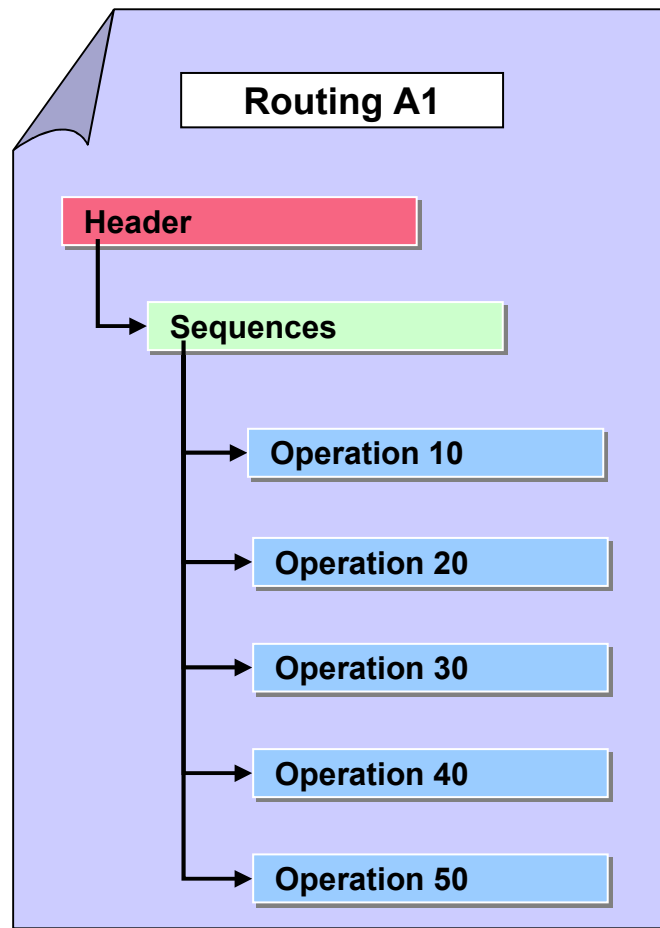 Routing A1
Header
Sequences
Operation 10
Operation 20
Operation 30
Operation 40
Operation 50